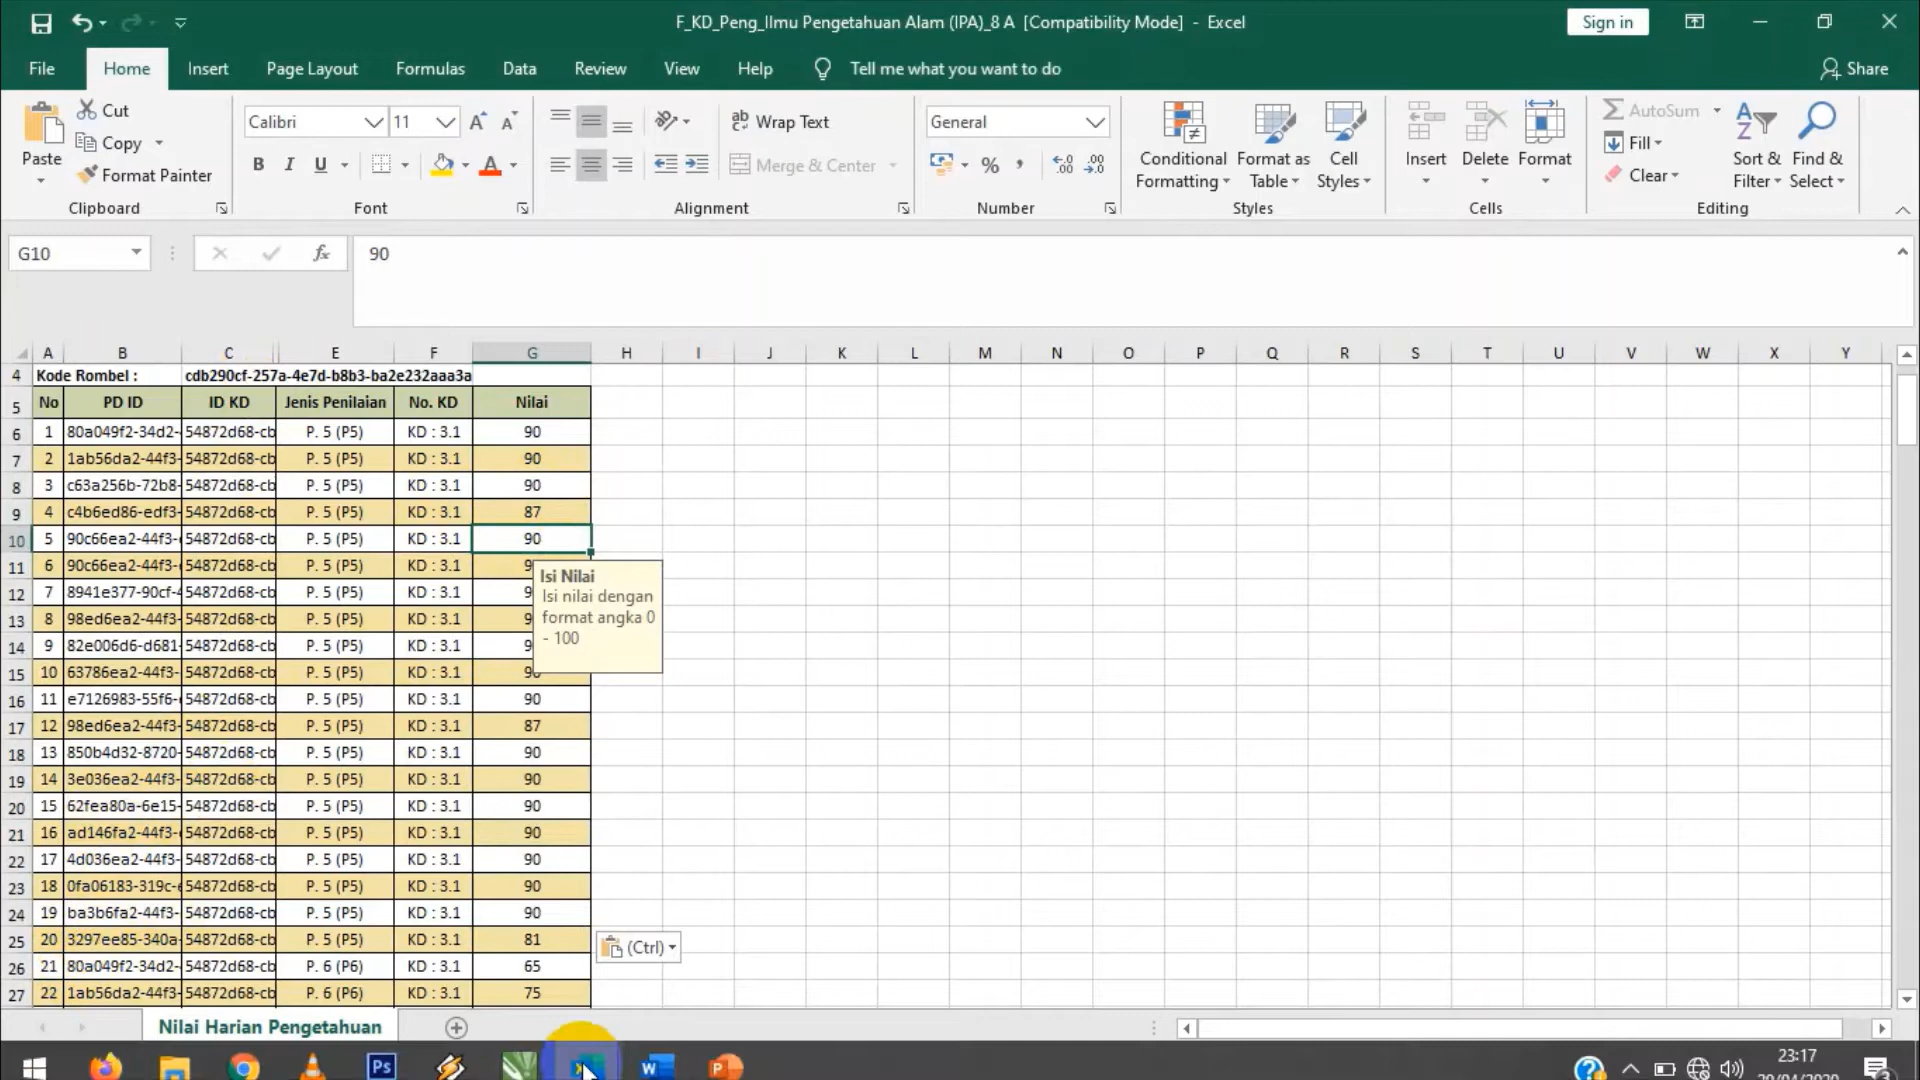 F_KD_Peng_Ilmu Pengetahuan Alam (IPA)_8 A [Compatibility Mode] - Excel
Sign in
File Home Insert Page Layout Formulas Data Review View Help Tell me what you want to do Share
Paste
Cut
Copy
Format Painter
Clipboard
Calibri 11
B I U
Font
Wrap Text
Merge & Center
Alignment
General
% ,
Number
Conditional Formatting
Format as Table
Cell Styles
Styles
Insert
Delete
Format
Cells
AutoSum
Fill
Clear
Sort & Filter
Find & Select
Editing
G10 fx 90
A B C E F G H I J K L M N O P Q R S T U V W X Y
4 Kode Rombel : cdb290cf-257a-4e7d-b8b3-ba2e232aaa3a
5 No PD ID ID KD Jenis Penilaian No. KD Nilai
6 1 80a049f2-34d2- 54872d68-cb P. 5 (P5) KD : 3.1 90
7 2 1ab56da2-44f3- 54872d68-cb P. 5 (P5) KD : 3.1 90
8 3 c63a256b-72b8- 54872d68-cb P. 5 (P5) KD : 3.1 90
9 4 c4b6ed86-edf3- 54872d68-cb P. 5 (P5) KD : 3.1 87
10 5 90c66ea2-44f3- 54872d68-cb P. 5 (P5) KD : 3.1 90
11 6 90c66ea2-44f3- 54872d68-cb P. 5 (P5) KD : 3.1
12 7 8941e377-90cf- 54872d68-cb P. 5 (P5) KD : 3.1
13 8 98ed6ea2-44f3- 54872d68-cb P. 5 (P5) KD : 3.1
14 9 82e006d6-d681- 54872d68-cb P. 5 (P5) KD : 3.1
15 10 63786ea2-44f3- 54872d68-cb P. 5 (P5) KD : 3.1
Isi Nilai
Isi nilai dengan
format angka 0
- 100
16 11 e7126983-55f6- 54872d68-cb P. 5 (P5) KD : 3.1 90
17 12 98ed6ea2-44f3- 54872d68-cb P. 5 (P5) KD : 3.1 87
18 13 850b4d32-8720- 54872d68-cb P. 5 (P5) KD : 3.1 90
19 14 3e036ea2-44f3- 54872d68-cb P. 5 (P5) KD : 3.1 90
20 15 62fea80a-6e15- 54872d68-cb P. 5 (P5) KD : 3.1 90
21 16 ad146fa2-44f3- 54872d68-cb P. 5 (P5) KD : 3.1 90
22 17 4d036ea2-44f3- 54872d68-cb P. 5 (P5) KD : 3.1 90
23 18 0fa06183-319c- 54872d68-cb P. 5 (P5) KD : 3.1 90
24 19 ba3b6fa2-44f3- 54872d68-cb P. 5 (P5) KD : 3.1 90
25 20 3297ee85-340a- 54872d68-cb P. 5 (P5) KD : 3.1 81
(Ctrl)
26 21 80a049f2-34d2- 54872d68-cb P. 6 (P6) KD : 3.1 65
27 22 1ab56da2-44f3- 54872d68-cb P. 6 (P6) KD : 3.1 75
Nilai Harian Pengetahuan
Ps
W
P
23:17